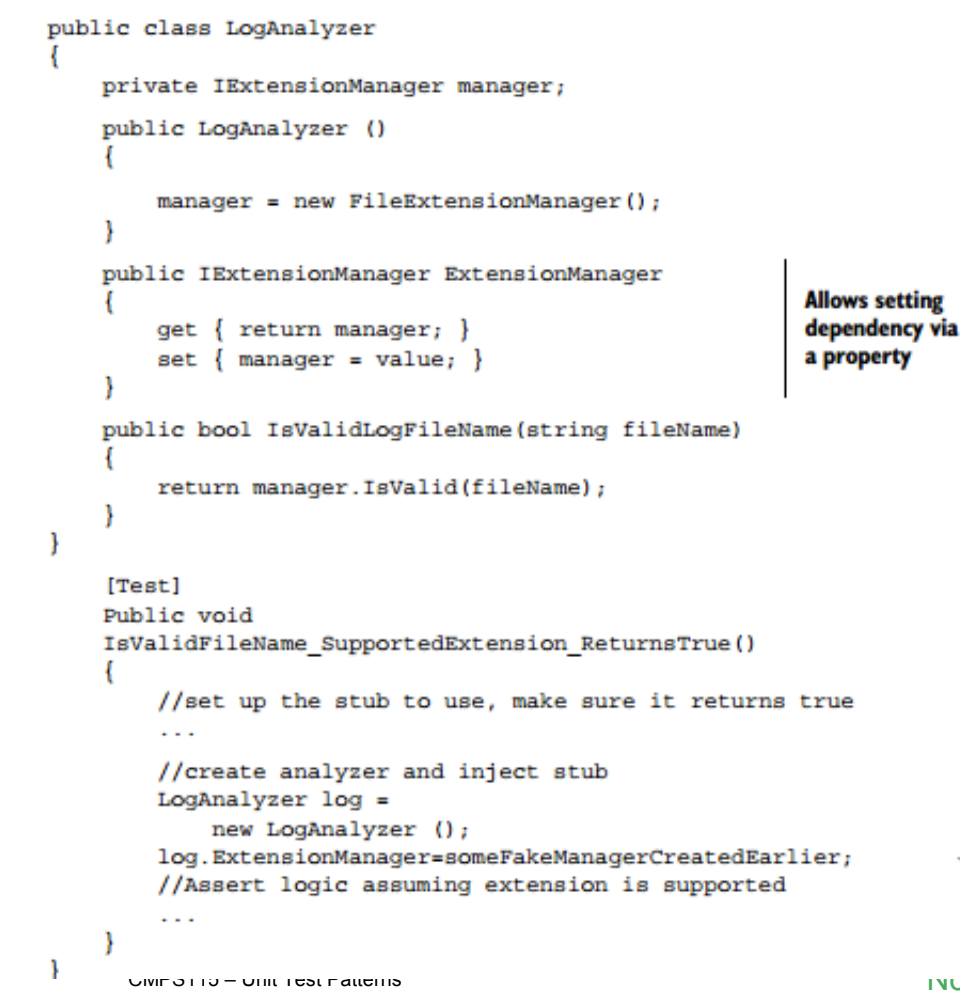 public class LogAnalyzer
{
private IExtensionManager manager;
public LogAnalyzer ()
{
manager = new FileExtensionManager();
}
public IExtensionManager ExtensionManager
{
get { return manager; }
set { manager = value; }
}
Allows setting
dependency via
a property
public bool IsValidLogFileName(string fileName)
{
return manager.IsValid(fileName);
}
}
[Test]
Public void
IsValidFileName_SupportedExtension_ReturnsTrue()
{
//set up the stub to use, make sure it returns true
...
//create analyzer and inject stub
LogAnalyzer log =
new LogAnalyzer ();
log.ExtensionManager=someFakeManagerCreatedEarlier;
//Assert logic assuming extension is supported
...
}
}
CMPS115 – Unit Test Patterns